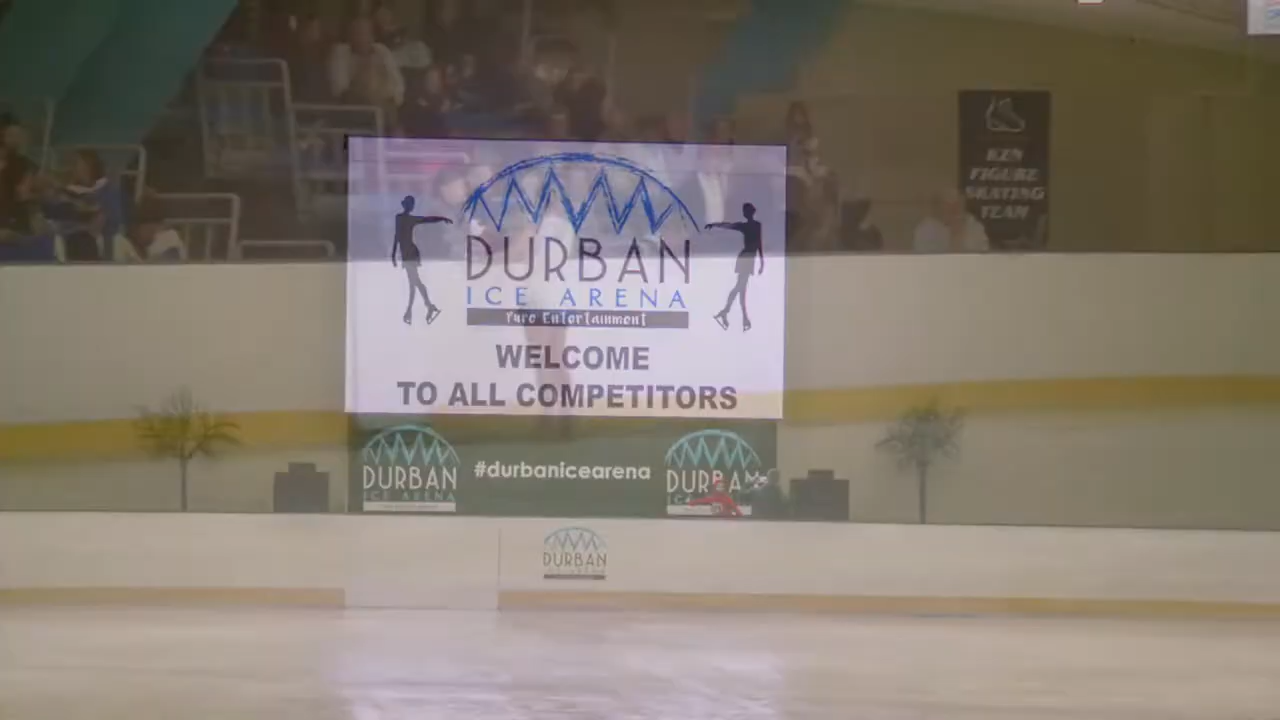 KZN
FIGURE
SKATING
TEAM
DURBAN
ICE ARENA
Pure Entertainment
WELCOME
TO ALL COMPETITORS
DURBAN
ICE ARENA
#durbanicearena
DURBAN
DURBAN